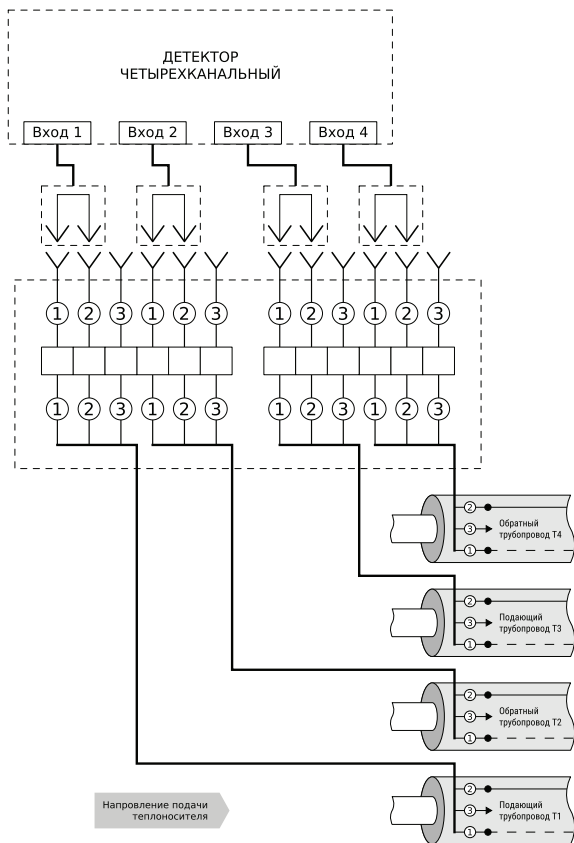 ДЕТЕКТОР
ЧЕТЫРЕХКАНАЛЬНЫЙ
Вход 1 Вход 2 Вход 3 Вход 4
1 2 3 1 2 3 1 2 3 1 2 3
1 2 3 1 2 3 1 2 3 1 2 3
2
3 Обратный
трубопровод Т4
1
2
3 Подающий
трубопровод Т3
1
2
3 Обратный
трубопровод Т2
1
2
3 Подающий
трубопровод Т1
1
Напровление подачи
теплоносителя